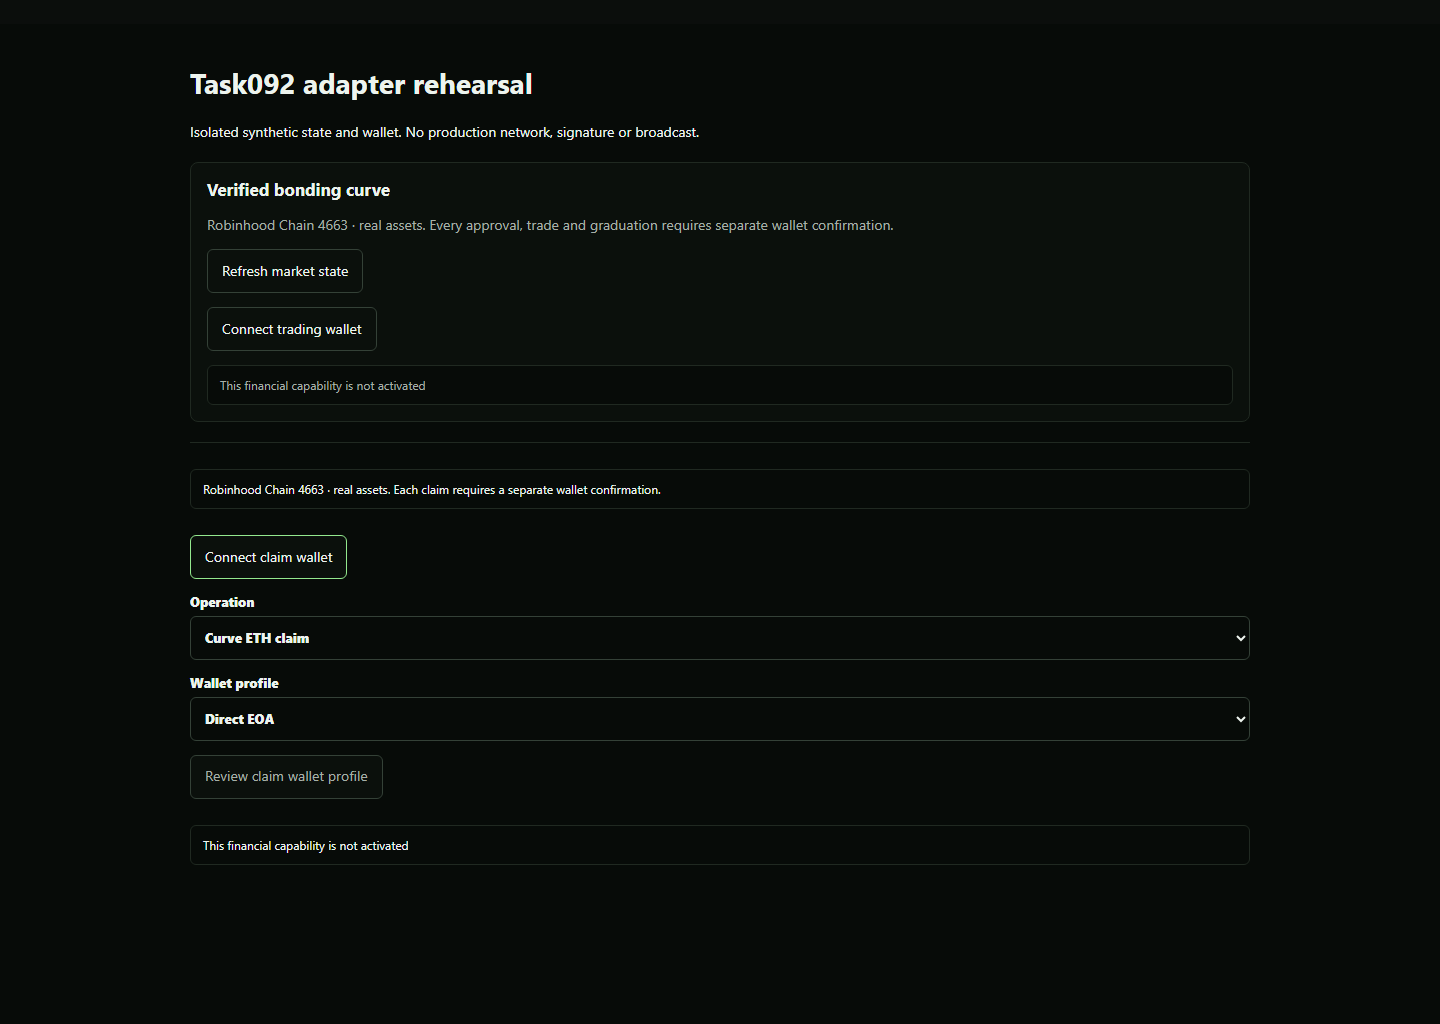 Task092 adapter rehearsal
Isolated synthetic state and wallet. No production network, signature or broadcast.
Verified bonding curve
Robinhood Chain 4663 · real assets. Every approval, trade and graduation requires separate wallet confirmation.
Refresh market state
Connect trading wallet
This financial capability is not activated
Robinhood Chain 4663 · real assets. Each claim requires a separate wallet confirmation.
Connect claim wallet
Operation
Curve ETH claim
Wallet profile
Direct EOA
Review claim wallet profile
This financial capability is not activated